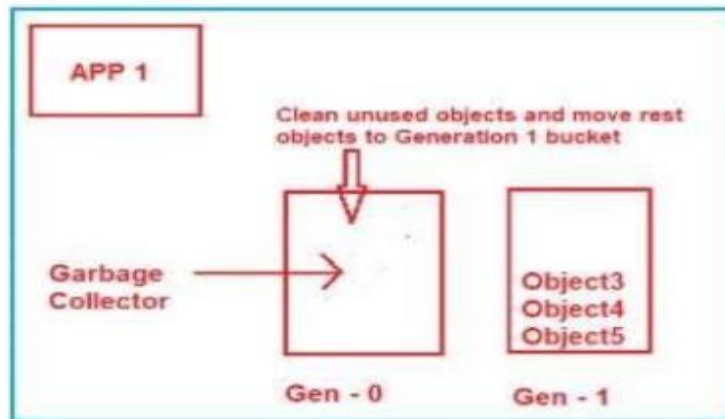 APP 1
Clean unused objects and move rest
objects to Generation 1 bucket
Garbage
Collector
Object3
Object4
Object5
Gen - 0
Gen - 1